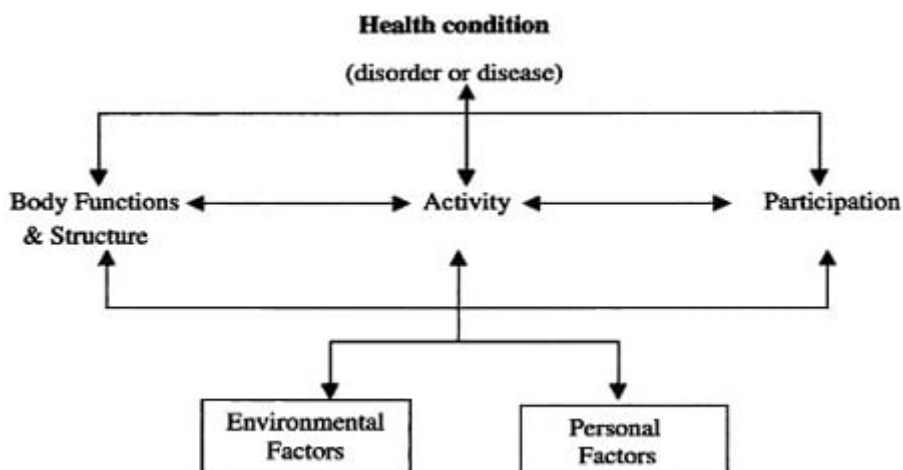 Health condition
(disorder or disease)
Body Functions
& Structure
Activity
Participation
Environmental
Factors
Personal
Factors